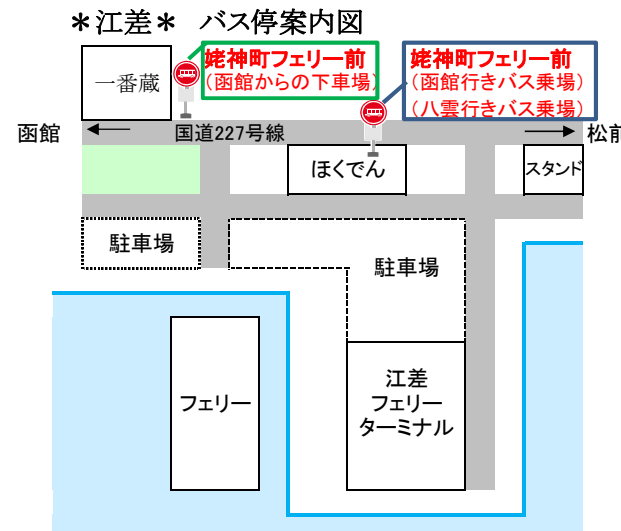 ＊江差＊ バス停案内図
姥神町フェリー前
（函館からの下車場）
姥神町フェリー前
（函館行きバス乗場）
（八雲行きバス乗場）
一番蔵
函館
国道227号線
松前
ほくでん
スタンド
駐車場
駐車場
フェリー
江差
フェリー
ターミナル